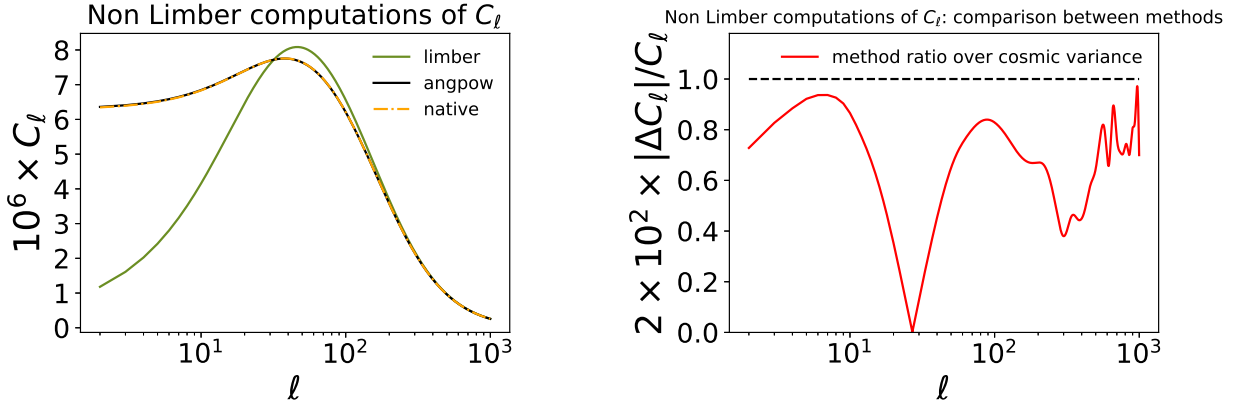 Non Limber computations of $C_\ell$
$10^6 \times C_\ell$
8
7
6
5
4
3
2
1
0
limber
angpow
native
$10^1$
$10^2$
$10^3$
$\ell$
Non Limber computations of $C_\ell$: comparison between methods
$2 \times 10^2 \times |\Delta C_\ell|/C_\ell$
method ratio over cosmic variance
1.0
0.8
0.6
0.4
0.2
0.0
$10^1$
$10^2$
$10^3$
$\ell$